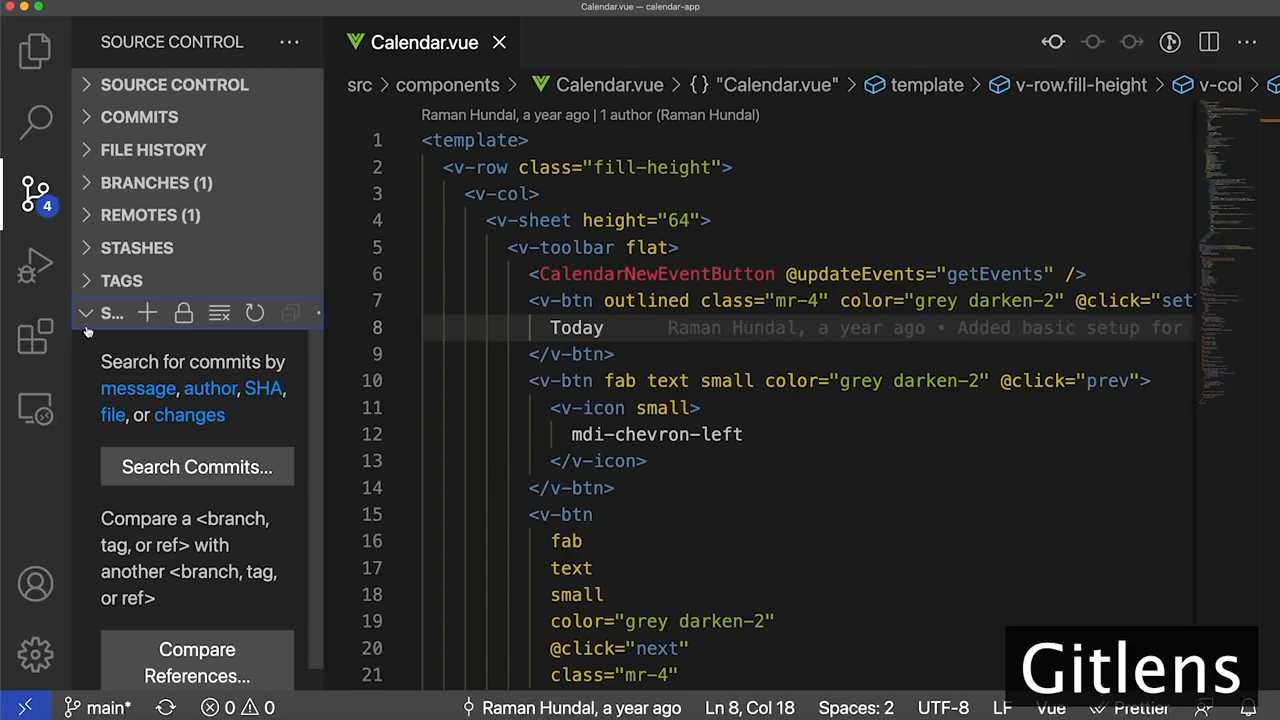 Calendar.vue — calendar-app
SOURCE CONTROL
Calendar.vue
src > components > Calendar.vue > {} "Calendar.vue" > template > v-row.fill-height > v-col >
SOURCE CONTROL
COMMITS
FILE HISTORY
BRANCHES (1)
REMOTES (1)
STASHES
TAGS
S...
4
Search for commits by
message, author, SHA,
file, or changes
Search Commits...
Compare a <branch,
tag, or ref> with
another <branch, tag,
or ref>
Compare
References...
Raman Hundal, a year ago | 1 author (Raman Hundal)
1 <template>
2 <v-row class="fill-height">
3 <v-col>
4 <v-sheet height="64">
5 <v-toolbar flat>
6 <CalendarNewEventButton @updateEvents="getEvents" />
7 <v-btn outlined class="mr-4" color="grey darken-2" @click="set
8 Today Raman Hundal, a year ago • Added basic setup for
9 </v-btn>
10 <v-btn fab text small color="grey darken-2" @click="prev">
11 <v-icon small>
12 mdi-chevron-left
13 </v-icon>
14 </v-btn>
15 <v-btn
16 fab
17 text
18 small
19 color="grey darken-2"
20 @click="next"
21 class="mr-4"
Gitlens
main* 0 0 Raman Hundal, a year ago Ln 8, Col 18 Spaces: 2 UTF-8 LF Vue Prettier